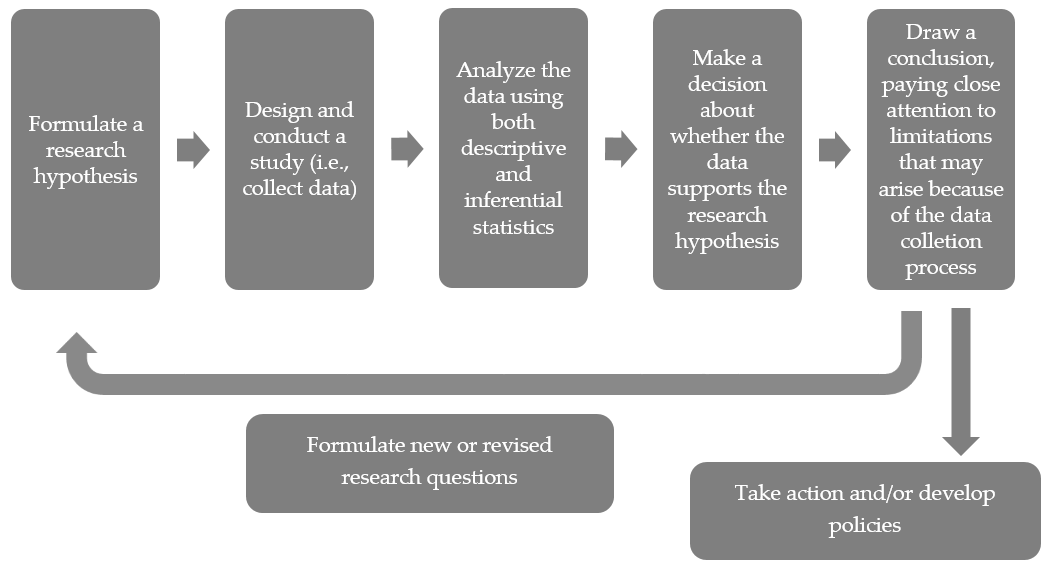 Formulate a
research
hypothesis
Design and
conduct a
study (i.e.,
collect data)
Analyze the
data using
both
descriptive
and
inferential
statistics
Make a
decision
about
whether the
data
supports the
research
hypothesis
Draw a
conclusion,
paying close
attention to
limitations
that may
arise because
of the data
colletion
process
Formulate new or revised
research questions
Take action and/or develop
policies